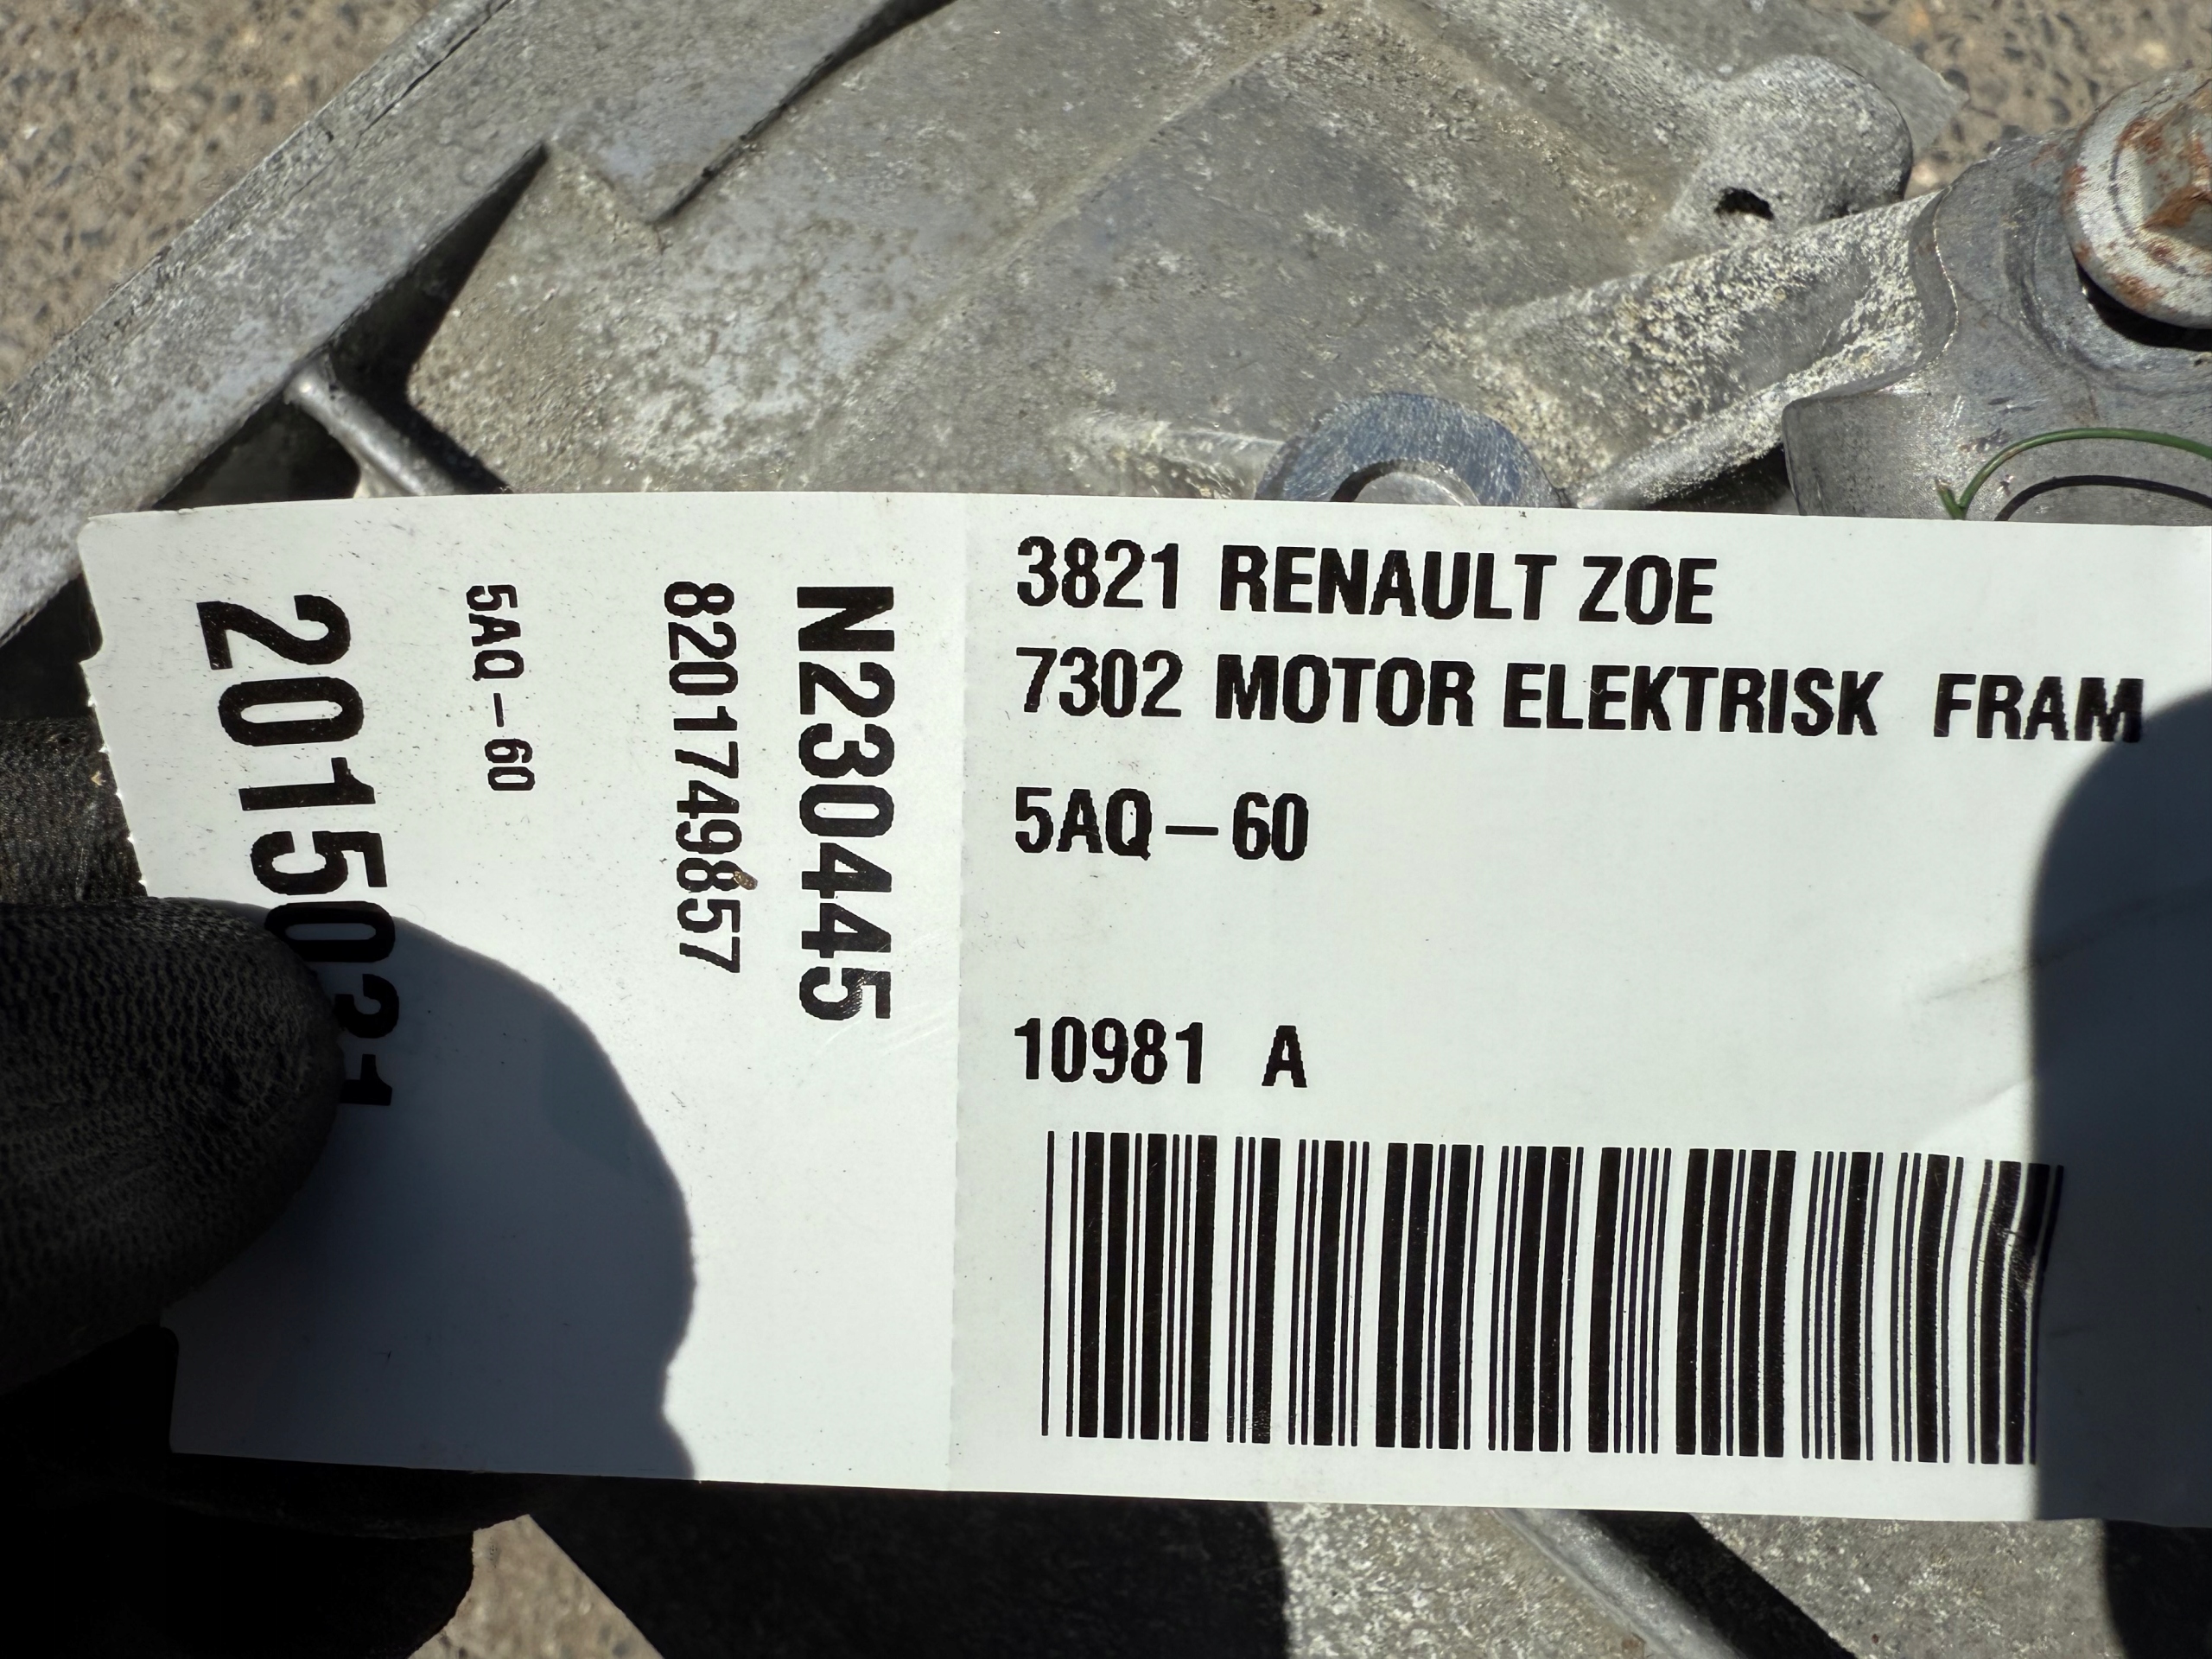 3821 RENAULT ZOE
7302 MOTOR ELEKTRISK FRAM
5AQ-60
10981 A
N230445
8201749857
5AQ-60